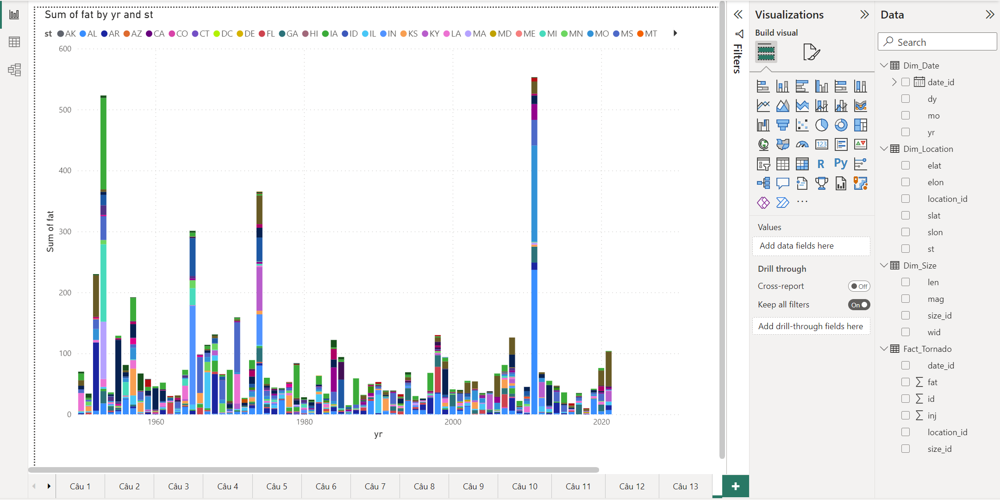 Sum of fat by yr and st
st AK AL AR AZ CA CO CT DC DE FL GA HI IA ID IL IN KS KY LA MA MD ME MI MN MO MS MT
600
500
400
300
200
100
0
Sum of fat
1960 1980 2000 2020
yr
Câu 1 Câu 2 Câu 3 Câu 4 Câu 5 Câu 6 Câu 7 Câu 8 Câu 9 Câu 10 Câu 11 Câu 12 Câu 13
Filters
Visualizations
Build visual
123
R Py
...
Values
Add data fields here
Drill through
Cross-report Off
Keep all filters On
Add drill-through fields here
Data
Search
Dim_Date
date_id
dy
mo
yr
Dim_Location
elat
elon
location_id
slat
slon
st
Dim_Size
len
mag
size_id
wid
Fact_Tornado
date_id
fat
id
inj
location_id
size_id